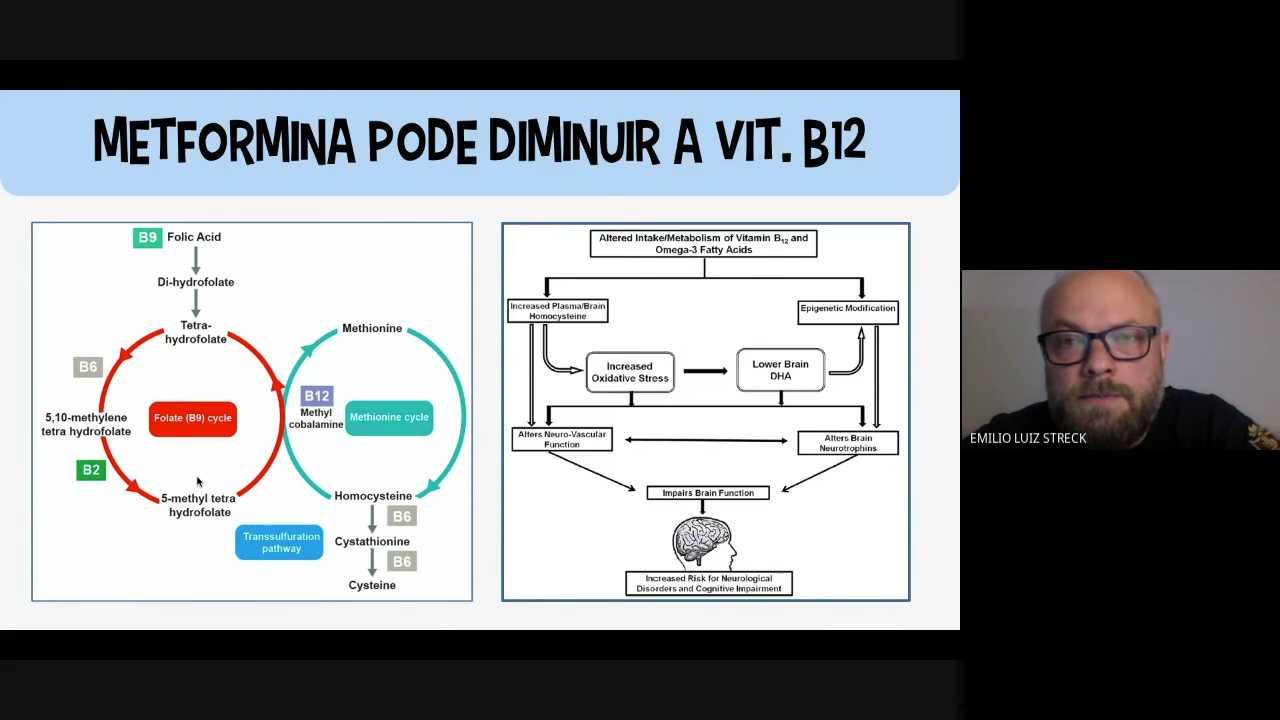 METFORMINA PODE DIMINUIR A VIT. B12
B9 Folic Acid
Di-hydrofolate
Tetra-
hydrofolate
Methionine
B6
B12
Methyl
cobalamine
5,10-methylene
tetra hydrofolate
Folate (B9) cycle
Methionine cycle
B2
5-methyl tetra
hydrofolate
Homocysteine
B6
Transsulfuration
pathway
Cystathionine
B6
Cysteine
Altered Intake/Metabolism of Vitamin B12 and
Omega-3 Fatty Acids
Increased Plasma/Brain
Homocysteine
Epigenetic Modification
Increased
Oxidative Stress
Lower Brain
DHA
Alters Neuro-Vascular
Function
Alters Brain
Neurotrophins
Impairs Brain Function
Increased Risk for Neurological
Disorders and Cognitive Impairment
EMILIO LUIZ STRECK